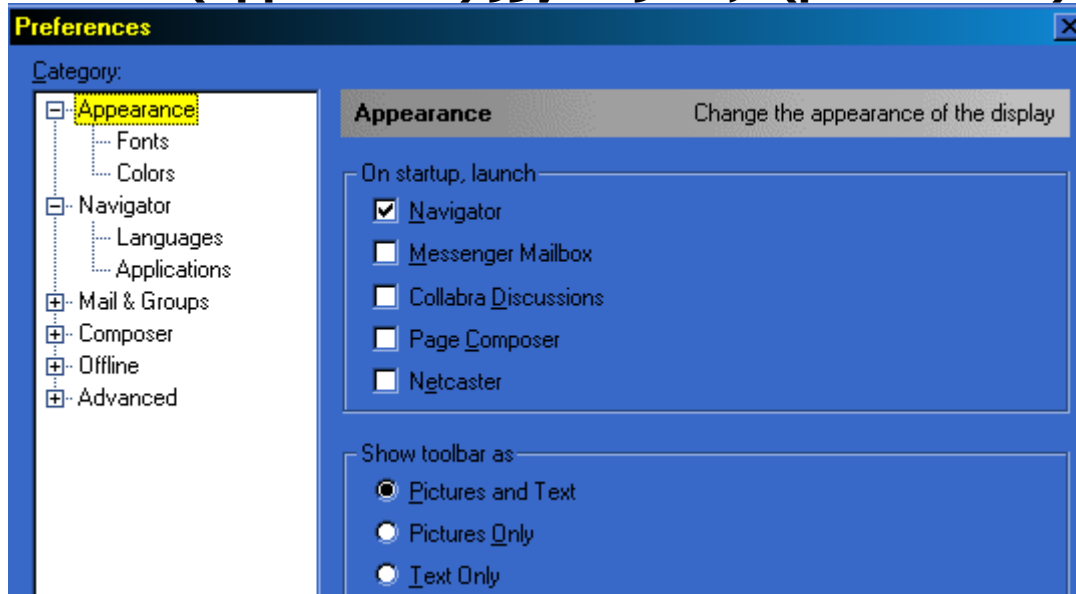 Preferences
Category:
Appearance
Fonts
Colors
Navigator
Languages
Applications
Mail & Groups
Composer
Offline
Advanced
Appearance Change the appearance of the display
On startup, launch
Navigator
Messenger Mailbox
Collabra Discussions
Page Composer
Netcaster
Show toolbar as
Pictures and Text
Pictures Only
Text Only